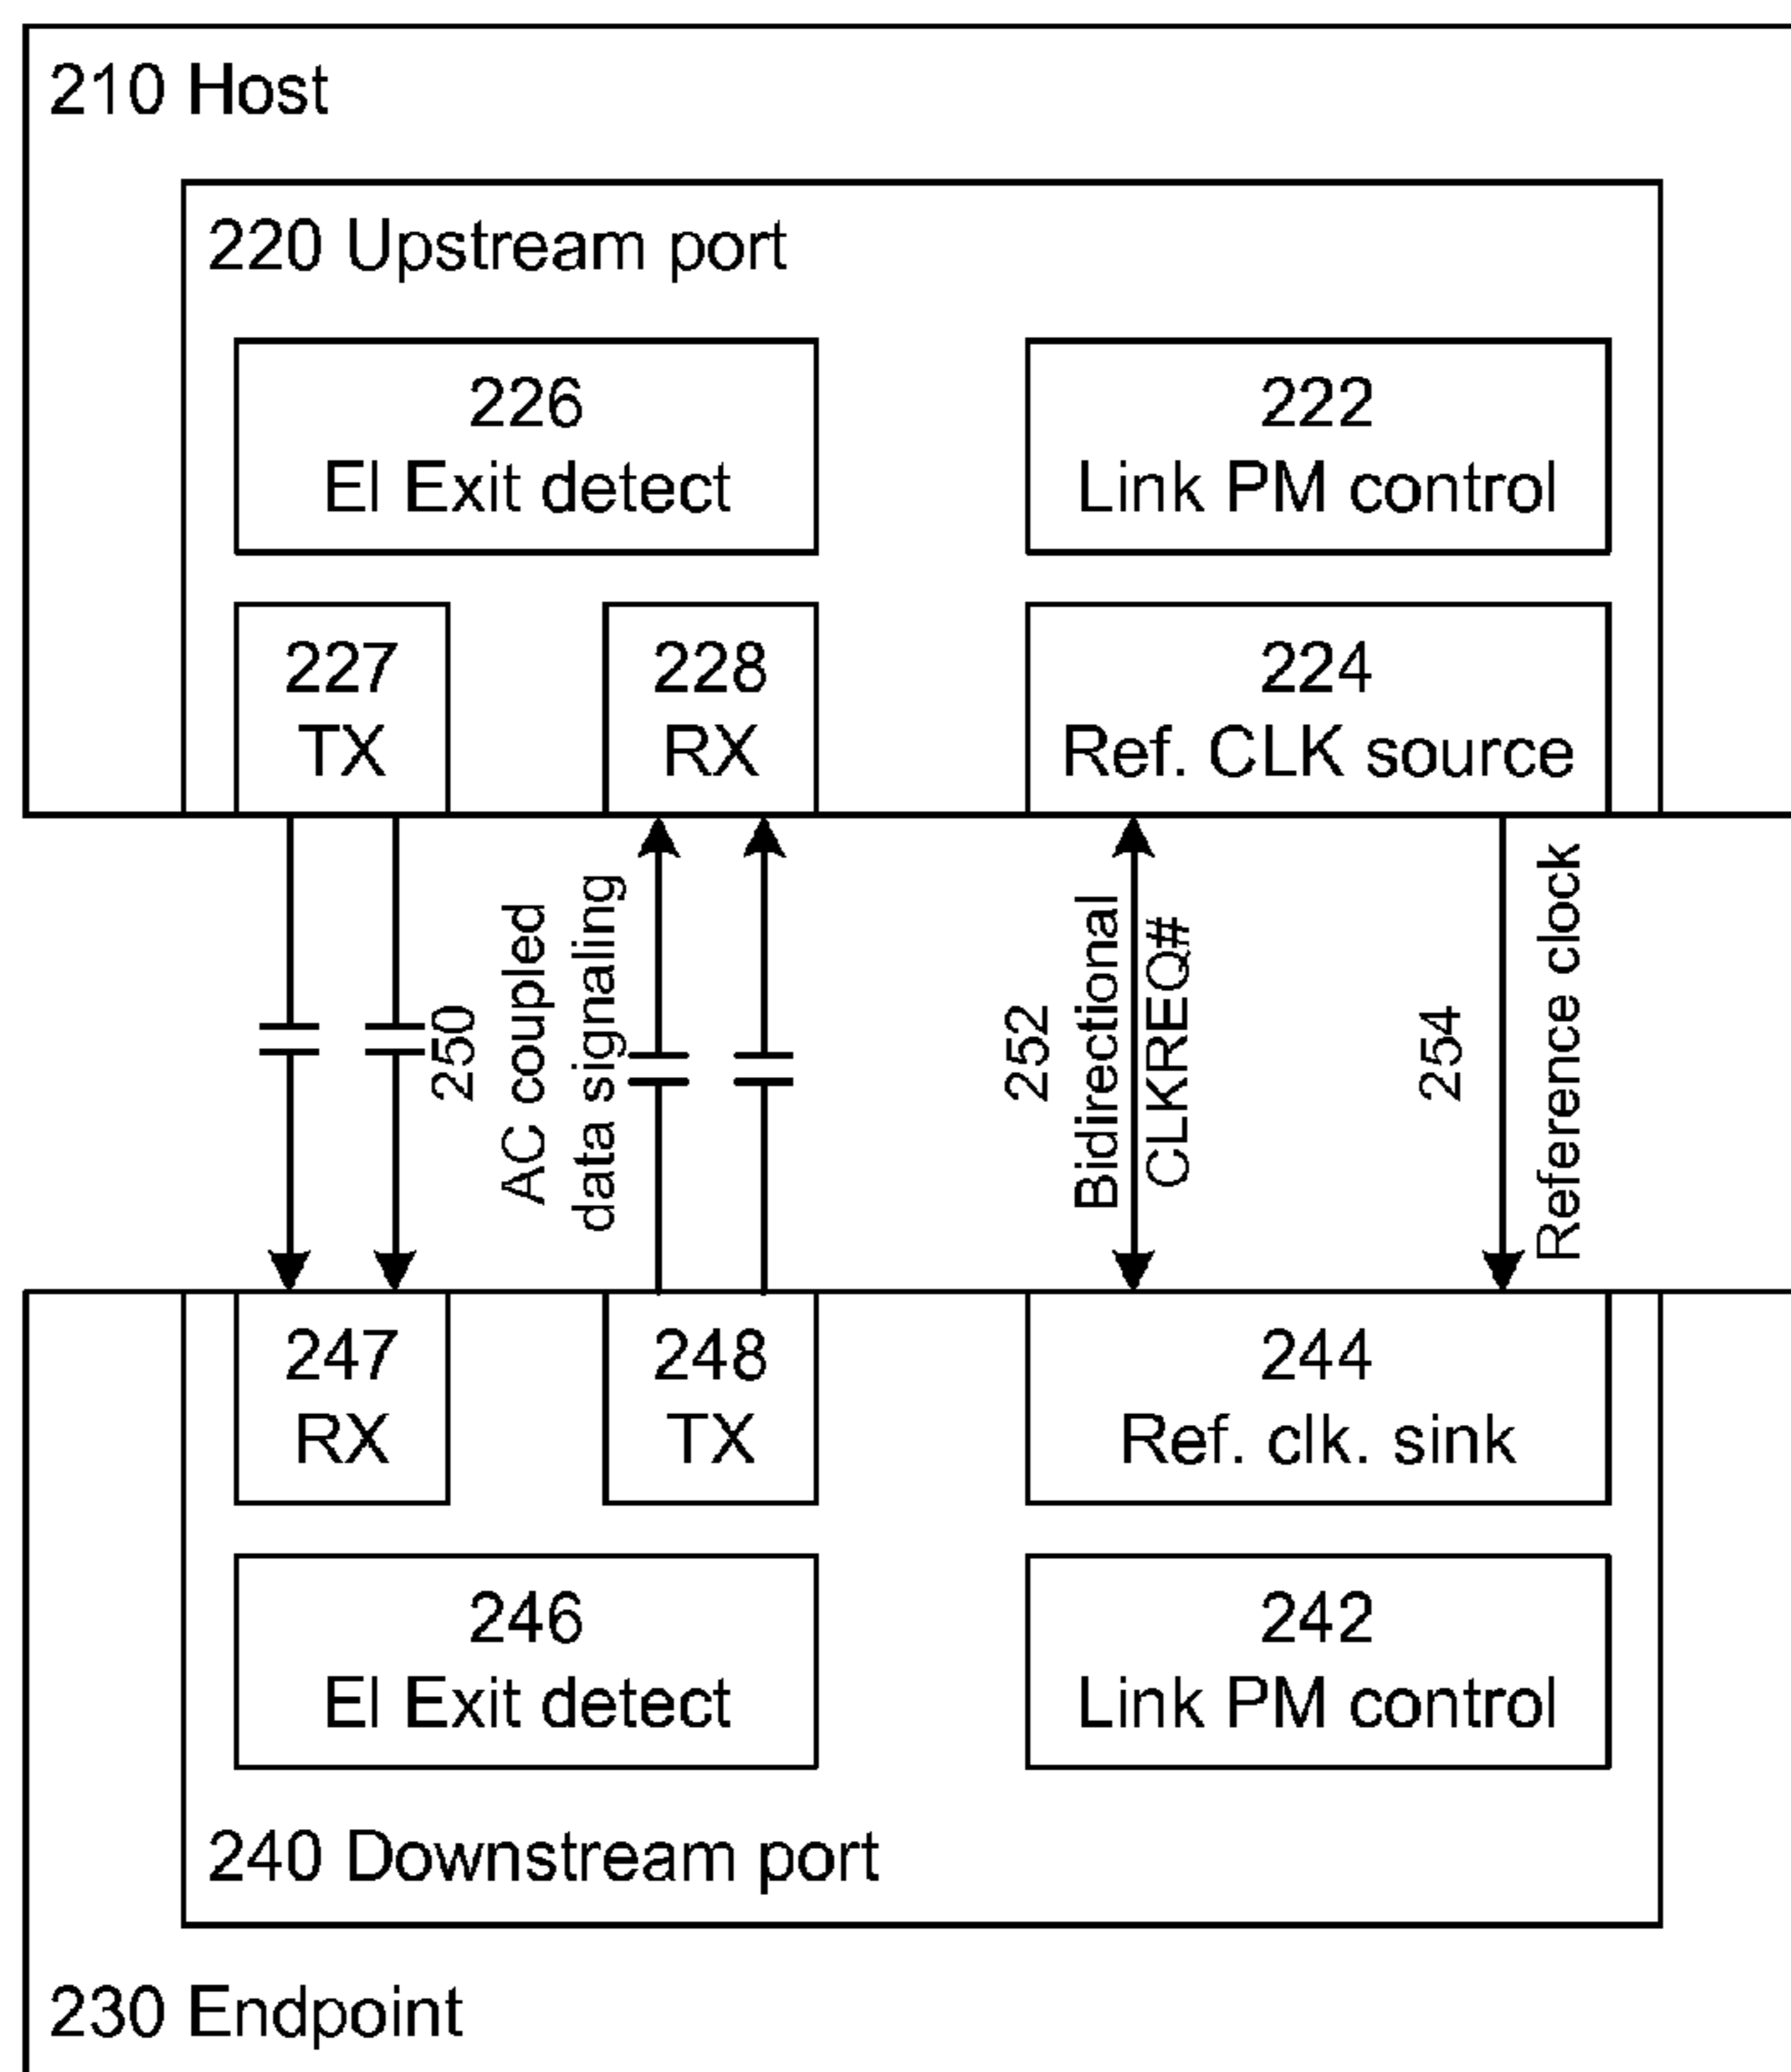 210 Host
220 Upstream port
226
EI Exit detect
222
Link PM control
227
TX
228
RX
224
Ref. CLK source
250
AC coupled
data signaling
252
Bidirectional
CLKREQ#
254
Reference clock
247
RX
248
TX
244
Ref. clk. sink
246
EI Exit detect
242
Link PM control
240 Downstream port
230 Endpoint